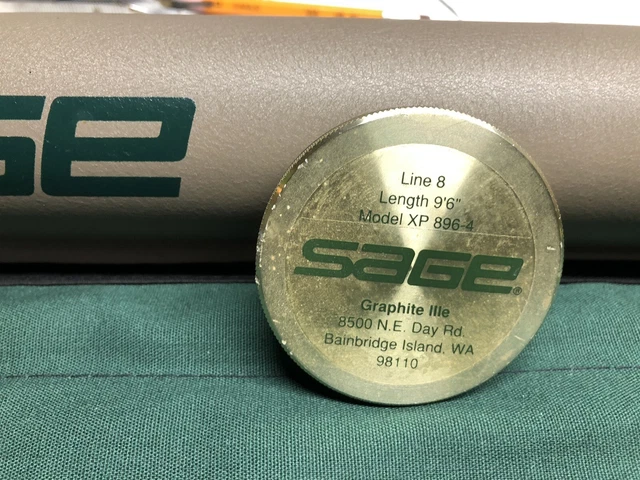 Line 8
Length 9'6"
Model XP 896-4
sage®
Graphite IIIe
8500 N.E. Day Rd.
Bainbridge Island, WA
98110